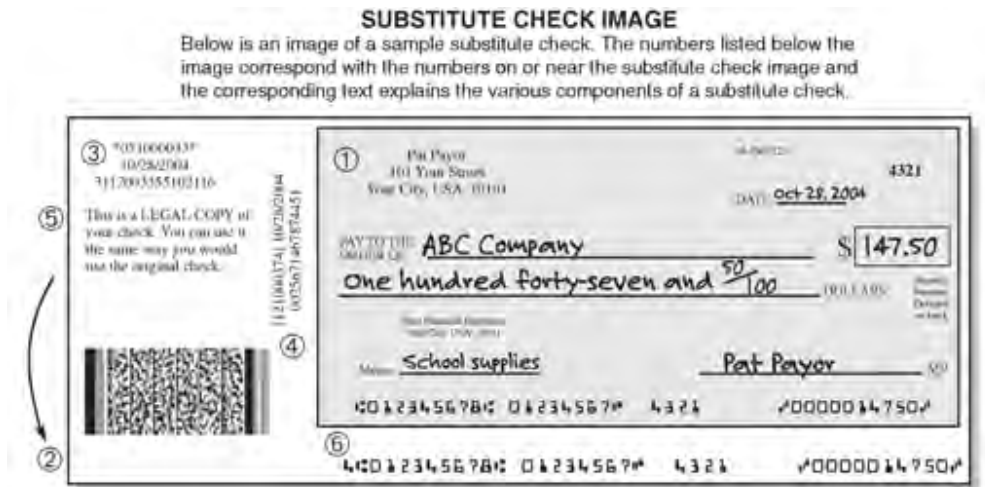 SUBSTITUTE CHECK IMAGE
Below is an image of a sample substitute check. The numbers listed below the
image correspond with the numbers on or near the substitute check image and
the corresponding text explains the various components of a substitute check.
③
10/28/2004
⑤
This is a LEGAL COPY of
your check. You can use it
the same way you would
use the original check.
④
②
①
Pat Payor
101 Your Street
Your City, USA 10101
4321
DATE Oct 28, 2004
PAY TO THE
ORDER OF ABC Company $ 147.50
One hundred forty-seven and 50/100 DOLLARS
Memo School supplies Pat Payor MP
⑆012345678⑆ 01234567⑈ 4321 ⑇0000014750⑇
⑥
4⑆012345678⑆ 01234567⑈ 4321 ⑇0000014750⑇